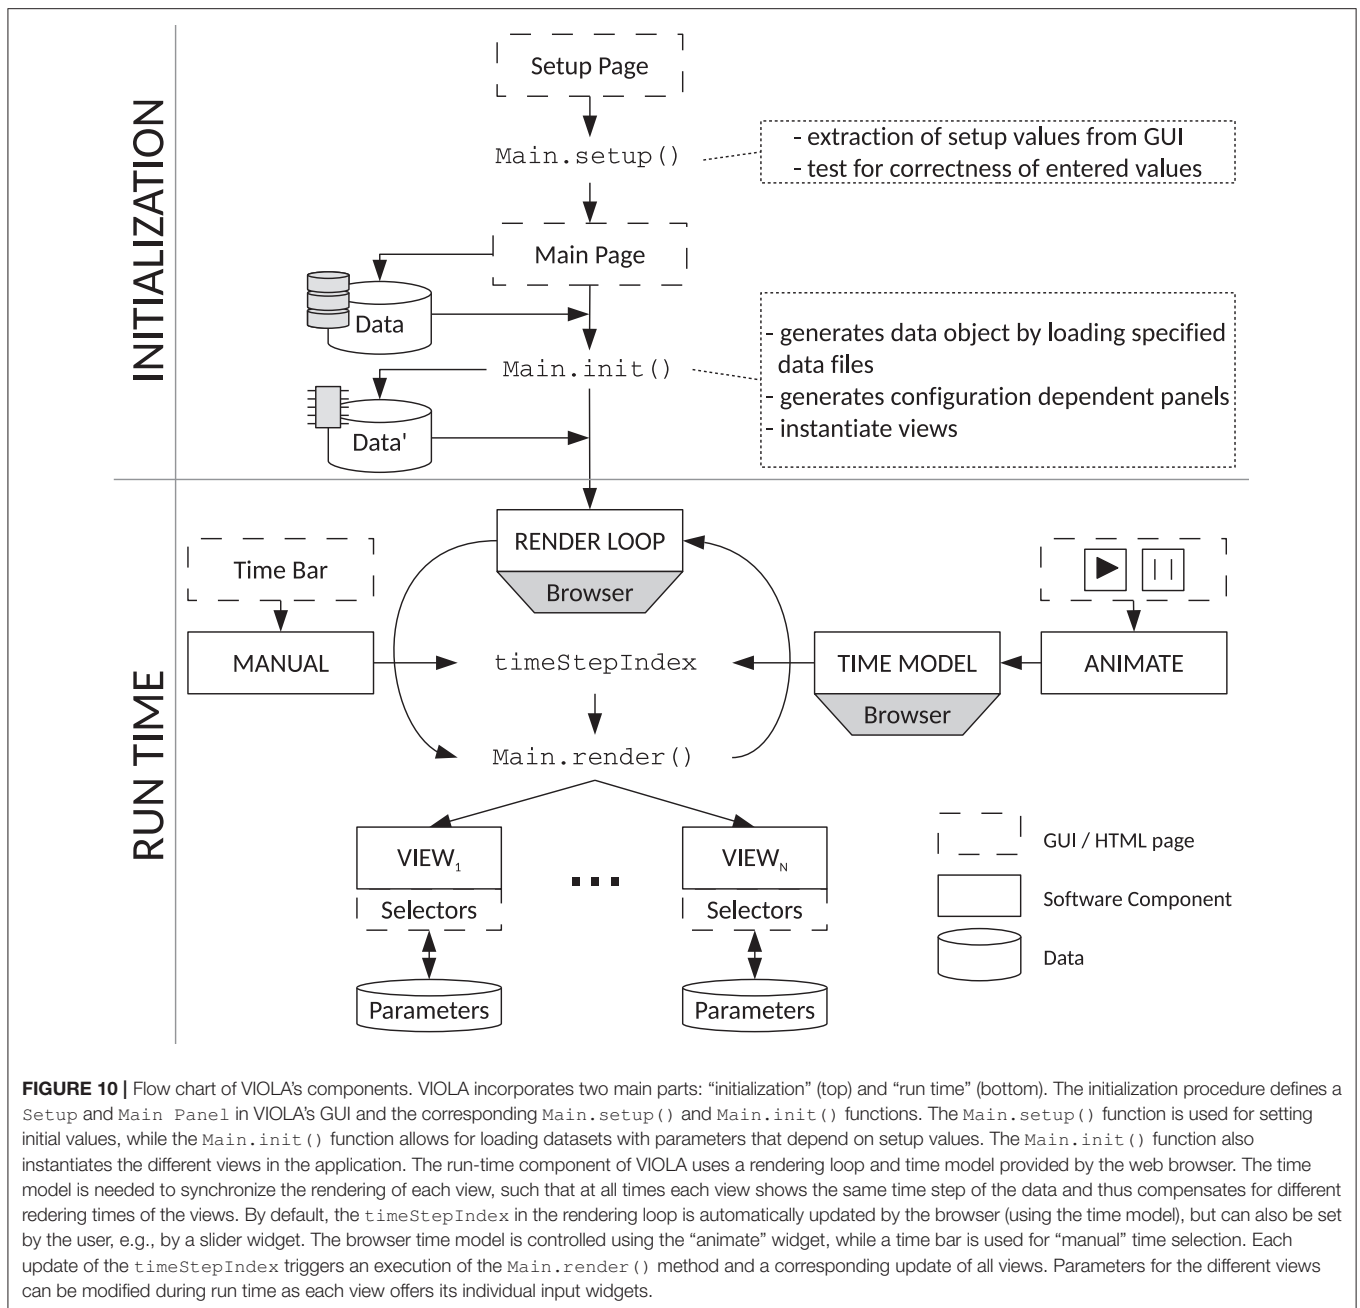 INITIALIZATION
Setup Page
Main.setup()
- extraction of setup values from GUI
- test for correctness of entered values
Main Page
Data
Main.init()
- generates data object by loading specified
data files
- generates configuration dependent panels
- instantiate views
Data'
RUN TIME
RENDER LOOP
Browser
Time Bar
MANUAL
timeStepIndex
TIME MODEL
Browser
ANIMATE
Main.render()
VIEW1
Selectors
Parameters
...
VIEWN
Selectors
Parameters
GUI / HTML page
Software Component
Data
FIGURE 10 | Flow chart of VIOLA's components. VIOLA incorporates two main parts: “initialization” (top) and “run time” (bottom). The initialization procedure defines a
Setup and Main Panel in VIOLA's GUI and the corresponding Main.setup() and Main.init() functions. The Main.setup() function is used for setting
initial values, while the Main.init() function allows for loading datasets with parameters that depend on setup values. The Main.init() function also
instantiates the different views in the application. The run-time component of VIOLA uses a rendering loop and time model provided by the web browser. The time
model is needed to synchronize the rendering of each view, such that at all times each view shows the same time step of the data and thus compensates for different
redering times of the views. By default, the timeStepIndex in the rendering loop is automatically updated by the browser (using the time model), but can also be set
by the user, e.g., by a slider widget. The browser time model is controlled using the “animate” widget, while a time bar is used for “manual” time selection. Each
update of the timeStepIndex triggers an execution of the Main.render() method and a corresponding update of all views. Parameters for the different views
can be modified during run time as each view offers its individual input widgets.